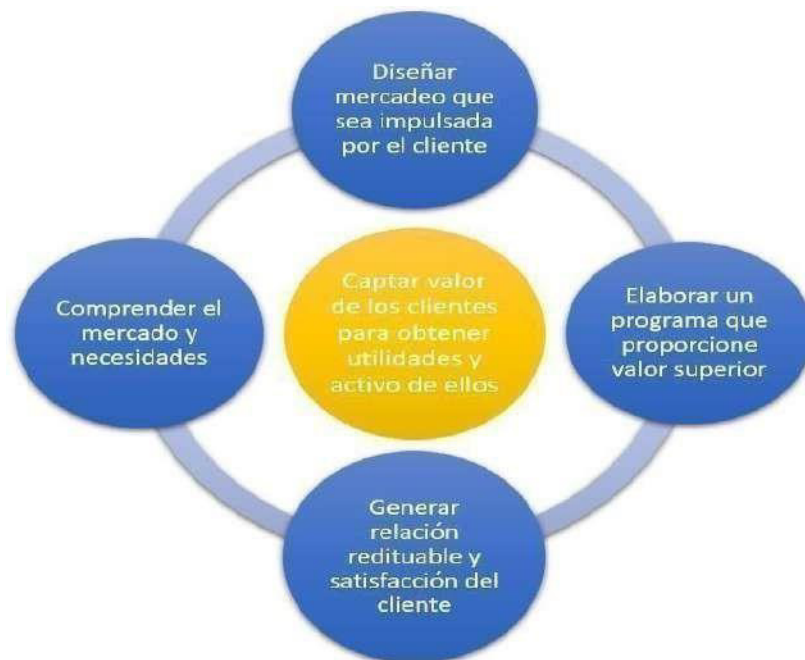 Diseñar
mercadeo que
sea impulsada
por el cliente
Comprender el
mercado y
necesidades
Captar valor
de los clientes
para obtener
utilidades y
activo de ellos
Elaborar un
programa que
proporcione
valor superior
Generar
relación
redituable y
satisfacción del
cliente